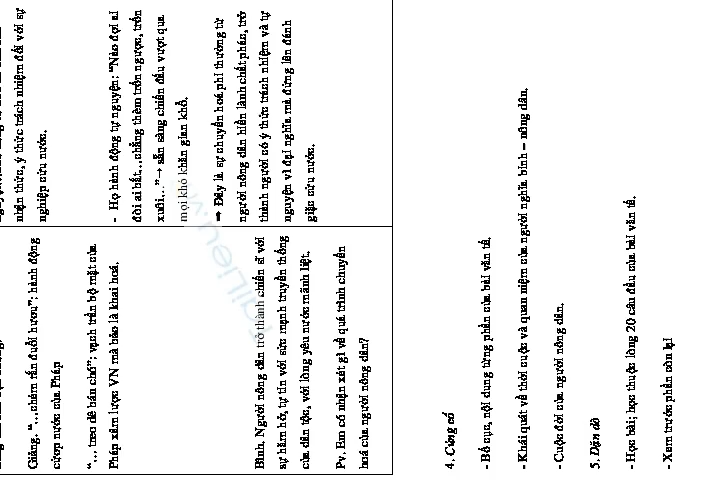 Giảng. "…chém rắn đuổi hươu": hành động
cướp nước của Pháp
"… treo dê bán chó": vạch trần bộ mặt của
Pháp xâm lược VN mà bảo là khai hoá.
Bình. Người nông dân trở thành chiến sĩ với
sự hăm hở, tự tin với sức mạnh truyền thống
của dân tộc, với lòng yêu nước mãnh liệt.
Pv. Em có nhận xét gì về quá trình chuyển
hoá của người nông dân?
nhận thức, ý thức trách nhiệm đối với sự
nghiệp cứu nước.
- Họ hành động tự nguyện: "Nào đợi ai
đòi ai bắt…chẳng thèm trốn ngược, trốn
xuôi…"→ sẵn sàng chiến đấu vượt qua
mọi khó khăn gian khổ.
⇒ Đây là sự chuyển hoá phi thường từ
người nông dân hiền lành chất phác, trở
thành người có ý thức trách nhiệm và tự
nguyện vì đại nghĩa mà đứng lên đánh
giặc cứu nước.
4. Củng cố
- Bố cục, nội dung từng phần của bài văn tế.
- Khái quát về thời cuộc và quan niệm của người nghĩa binh – nông dân.
- Cuộc đời của người nông dân.
5. Dặn dò
- Học bài; học thuộc lòng 20 câu đầu của bài văn tế.
- Xem trước phần còn lại